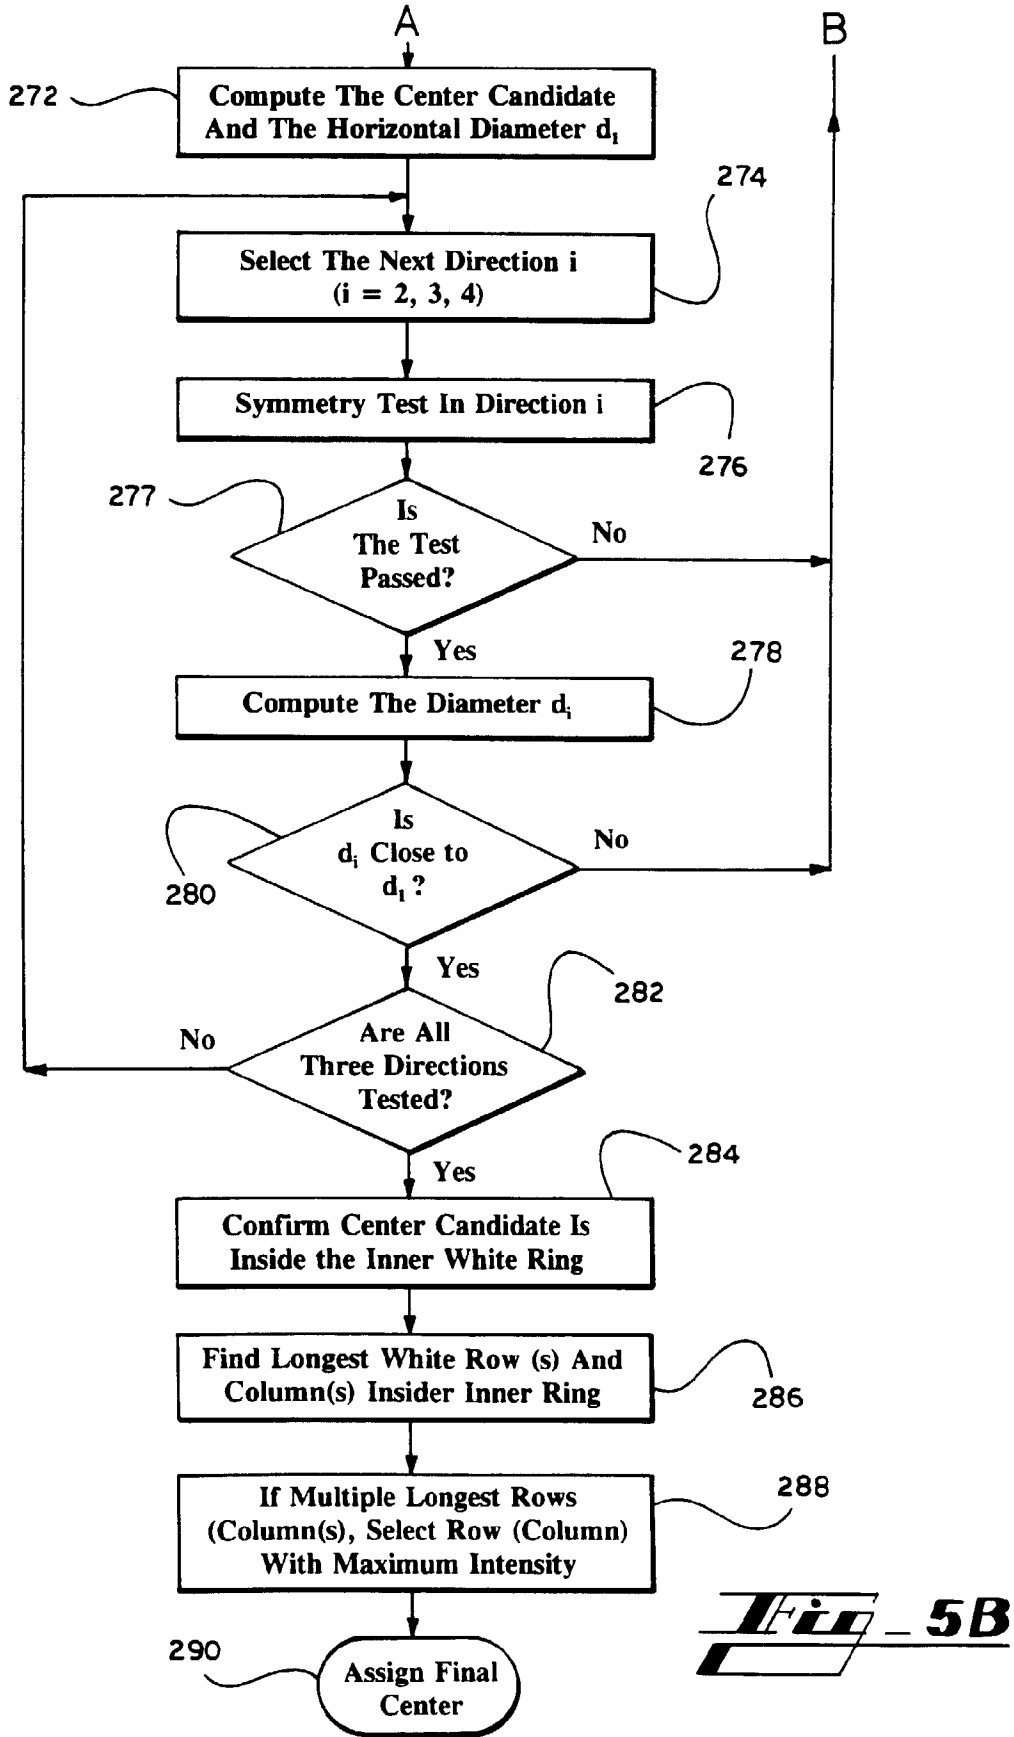 A
B
272
Compute The Center Candidate
And The Horizontal Diameter d₁
274
Select The Next Direction i
(i = 2, 3, 4)
Symmetry Test In Direction i
276
277
Is
The Test
Passed?
No
Yes
278
Compute The Diameter dᵢ
Is
dᵢ Close to
d₁ ?
No
280
Yes
282
No
Are All
Three Directions
Tested?
Yes
284
Confirm Center Candidate Is
Inside the Inner White Ring
Find Longest White Row (s) And
Column(s) Insider Inner Ring
286
288
If Multiple Longest Rows
(Column(s), Select Row (Column)
With Maximum Intensity
290
Assign Final
Center
Fig_5B